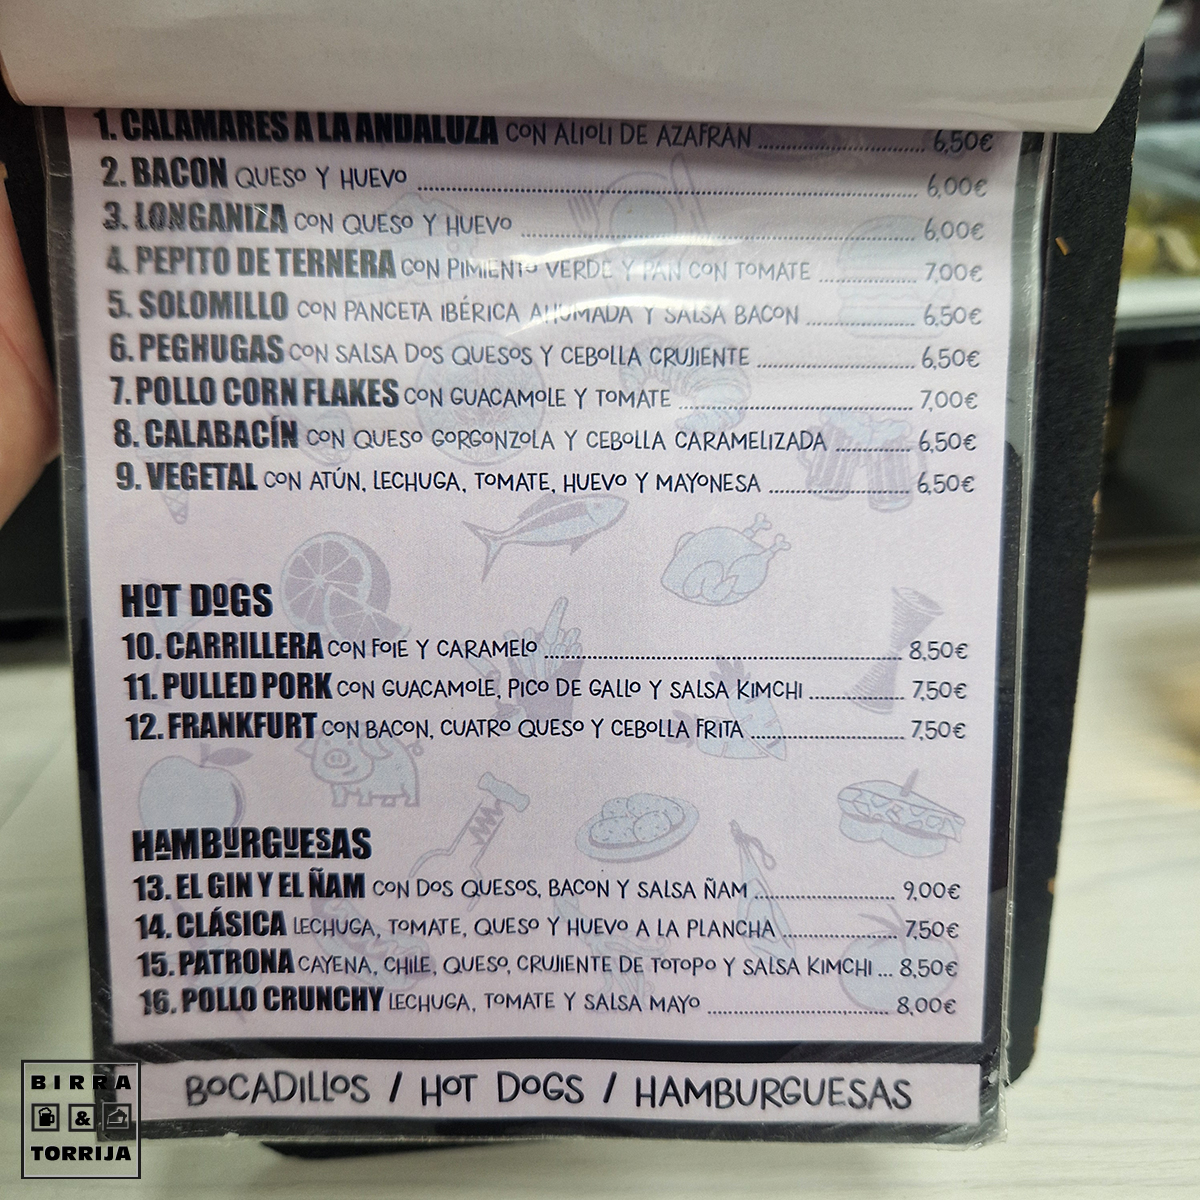 1. CALAMARES A LA ANDALUZA CON ALIOLI DE AZAFRÁN ........ 6,50€
2. BACON QUESO Y HUEVO ........ 6,00€
3. LONGANIZA CON QUESO Y HUEVO ........ 6,00€
4. PEPITO DE TERNERA CON PIMIENTO VERDE Y PAN CON TOMATE ........ 7,00€
5. SOLOMILLO CON PANCETA IBÉRICA AHUMADA Y SALSA BACON ........ 6,50€
6. PEGHUGAS CON SALSA DOS QUESOS Y CEBOLLA CRUJIENTE ........ 6,50€
7. POLLO CORN FLAKES CON GUACAMOLE Y TOMATE ........ 7,00€
8. CALABACÍN CON QUESO GORGONZOLA Y CEBOLLA CARAMELIZADA ........ 6,50€
9. VEGETAL CON ATÚN, LECHUGA, TOMATE, HUEVO Y MAYONESA ........ 6,50€
HOT DOGS
10. CARRILLERA CON FOIE Y CARAMELO ........ 8,50€
11. PULLED PORK CON GUACAMOLE, PICO DE GALLO Y SALSA KIMCHI ........ 7,50€
12. FRANKFURT CON BACON, CUATRO QUESO Y CEBOLLA FRITA ........ 7,50€
HAMBURGUESAS
13. EL GIN Y EL ÑAM CON DOS QUESOS, BACON Y SALSA ÑAM ........ 9,00€
14. CLÁSICA LECHUGA, TOMATE, QUESO Y HUEVO A LA PLANCHA ........ 7,50€
15. PATRONA CAYENA, CHILE, QUESO, CRUJIENTE DE TOTOPO Y SALSA KIMCHI ... 8,50€
16. POLLO CRUNCHY LECHUGA, TOMATE Y SALSA MAYO ........ 8,00€
BOCADILLOS / HOT DOGS / HAMBURGUESAS
BIRRA
&
TORRIJA